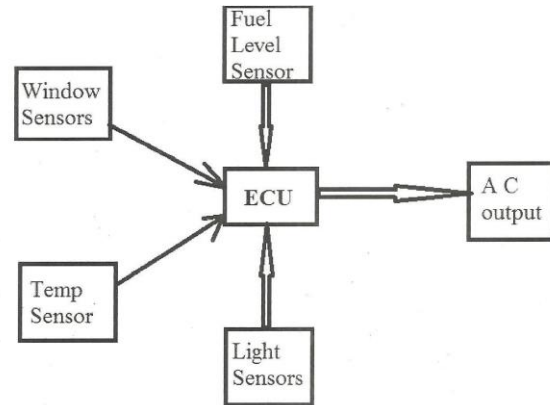 Fuel
Level
Sensor
Window
Sensors
ECU
A C
output
Temp
Sensor
Light
Sensors